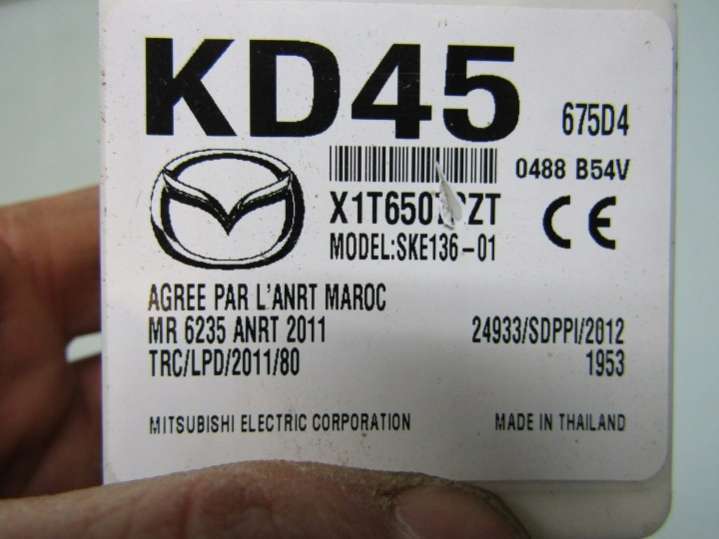 KD45
675D4
0488 B54V
MODEL:SKE136-01
CE
AGREE PAR L'ANRT MAROC
MR 6235 ANRT 2011
24933/SDPPI/2012
TRC/LPD/2011/80
1953
MITSUBISHI ELECTRIC CORPORATION
MADE IN THAILAND